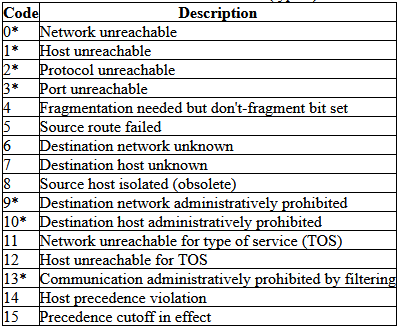 Code Description
0* Network unreachable
1* Host unreachable
2* Protocol unreachable
3* Port unreachable
4 Fragmentation needed but don't-fragment bit set
5 Source route failed
6 Destination network unknown
7 Destination host unknown
8 Source host isolated (obsolete)
9* Destination network administratively prohibited
10* Destination host administratively prohibited
11 Network unreachable for type of service (TOS)
12 Host unreachable for TOS
13* Communication administratively prohibited by filtering
14 Host precedence violation
15 Precedence cutoff in effect